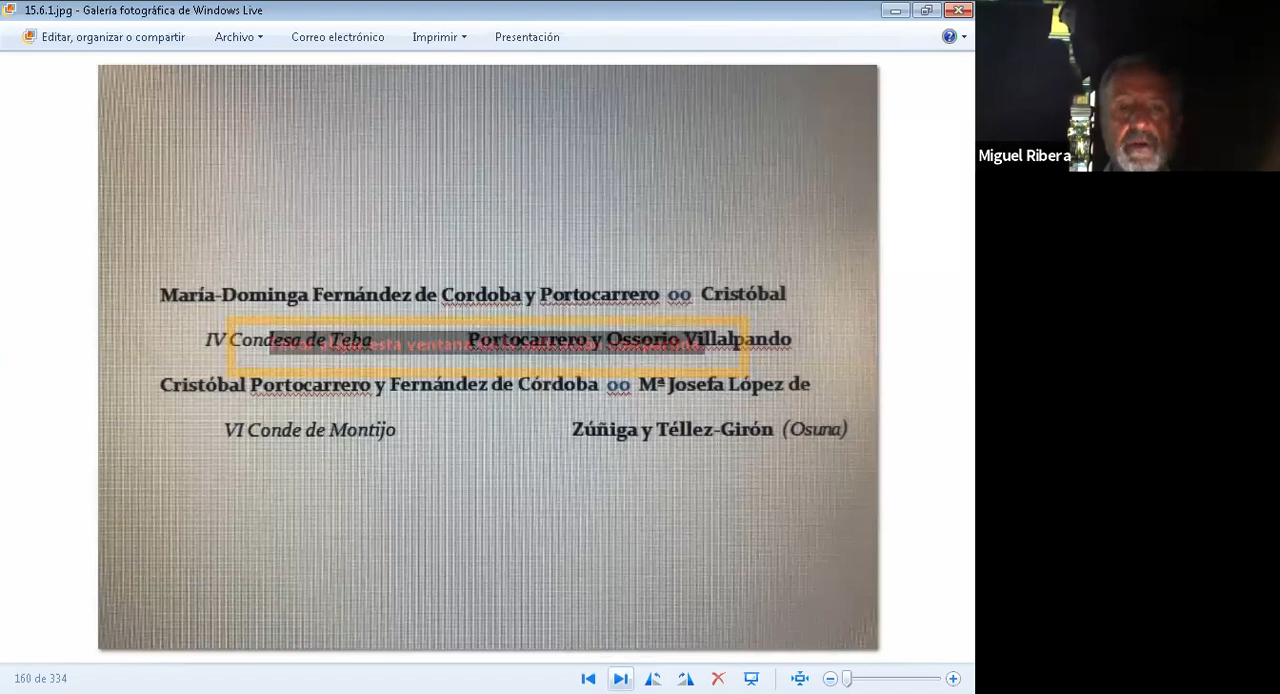 15.6.1.jpg - Galería fotográfica de Windows Live
Editar, organizar o compartir Archivo Correo electrónico Imprimir Presentación
María-Dominga Fernández de Cordoba y Portocarrero oo Cristóbal
IV Condesa de Teba Portocarrero y Ossorio Villalpando
esta ventana
Cristóbal Portocarrero y Fernández de Córdoba oo Mª Josefa López de
VI Conde de Montijo Zúñiga y Téllez-Girón (Osuna)
160 de 334
Miguel Ribera